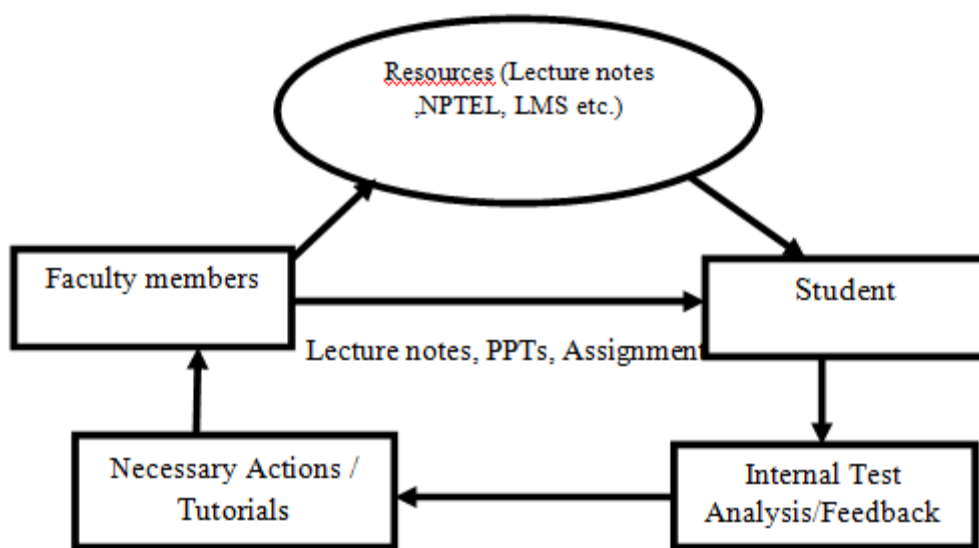 Resources (Lecture notes
,NPTEL, LMS etc.)
Faculty members
Student
Lecture notes, PPTs, Assignment
Necessary Actions /
Tutorials
Internal Test
Analysis/Feedback